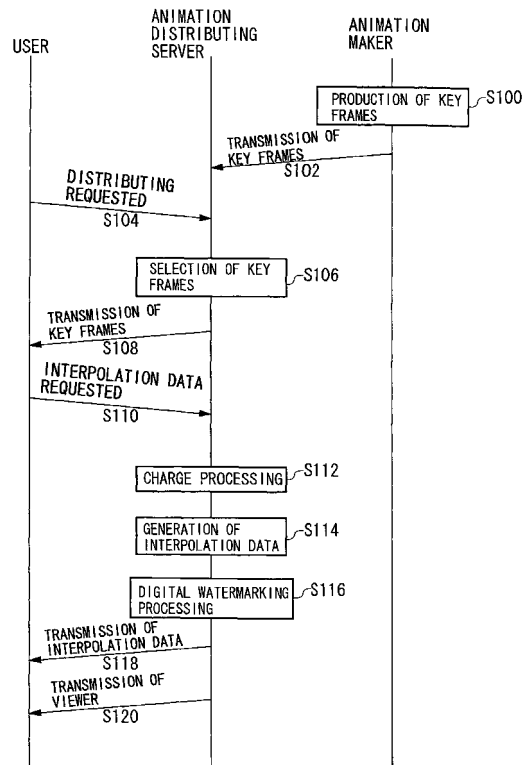 USER
ANIMATION
DISTRIBUTING
SERVER
ANIMATION
MAKER
PRODUCTION OF KEY
FRAMES
S100
TRANSMISSION OF
KEY FRAMES
S102
DISTRIBUTING
REQUESTED
S104
SELECTION OF KEY
FRAMES
S106
TRANSMISSION OF
KEY FRAMES
S108
INTERPOLATION DATA
REQUESTED
S110
CHARGE PROCESSING
S112
GENERATION OF
INTERPOLATION DATA
S114
DIGITAL WATERMARKING
PROCESSING
S116
TRANSMISSION OF
INTERPOLATION DATA
S118
TRANSMISSION OF
VIEWER
S120